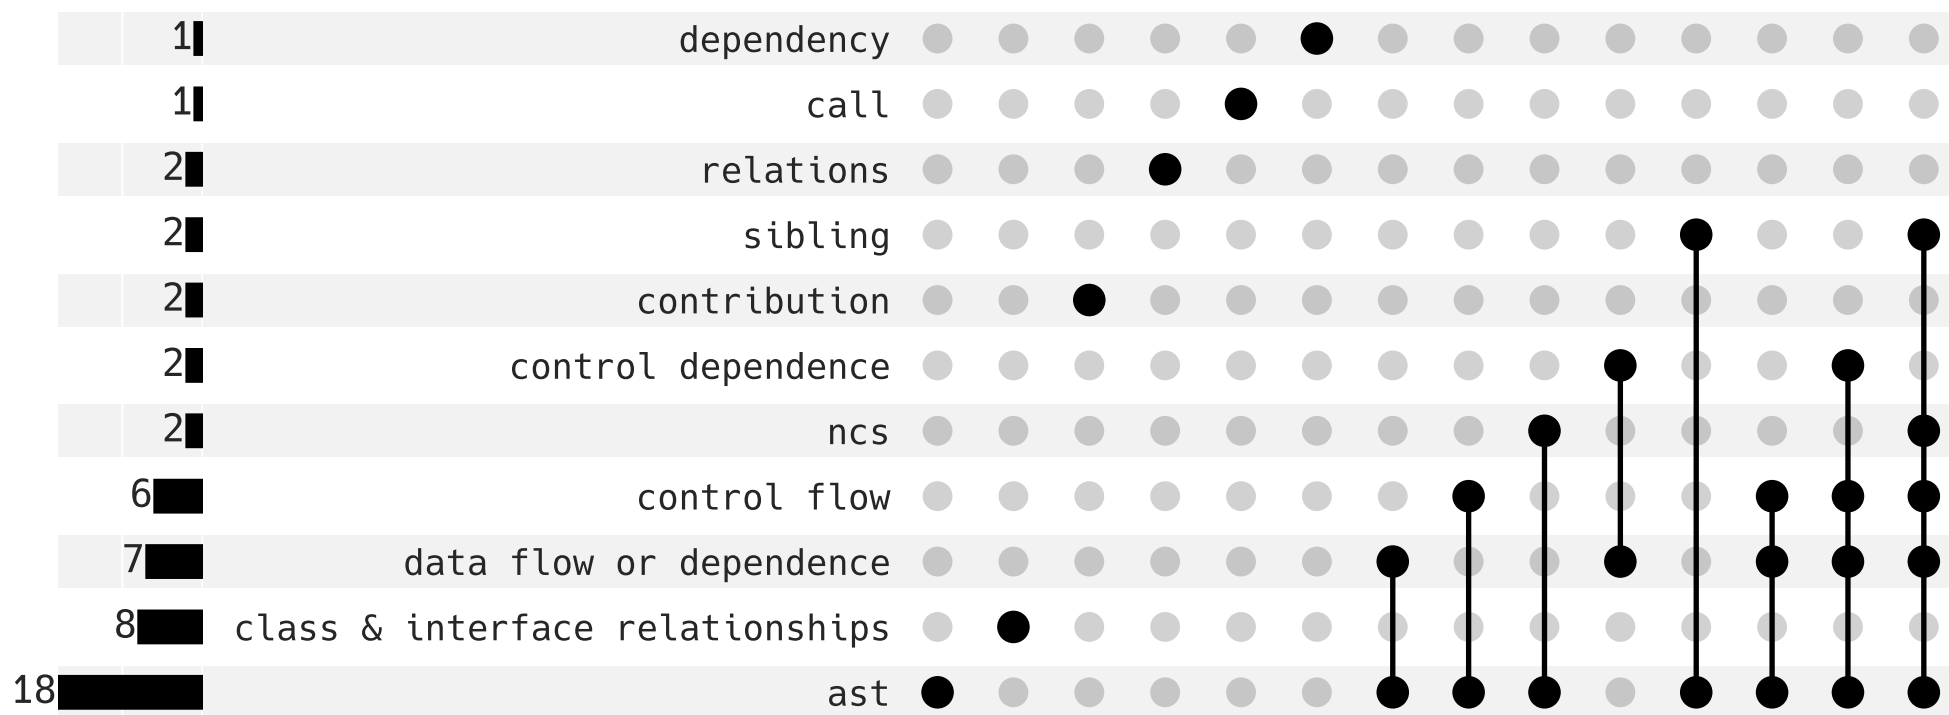 1 dependency
1 call
2 relations
2 sibling
2 contribution
2 control dependence
2 ncs
6 control flow
7 data flow or dependence
8 class & interface relationships
18 ast